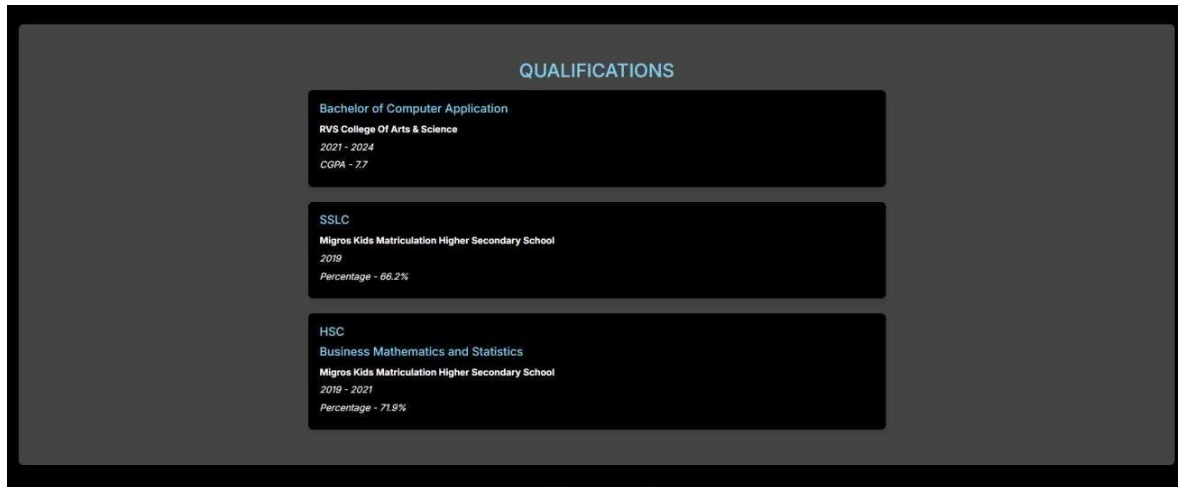 QUALIFICATIONS
Bachelor of Computer Application
RVS College Of Arts & Science
2021 - 2024
CGPA - 7.7
SSLC
Migros Kids Matriculation Higher Secondary School
2019
Percentage - 66.2%
HSC
Business Mathematics and Statistics
Migros Kids Matriculation Higher Secondary School
2019 - 2021
Percentage - 71.9%